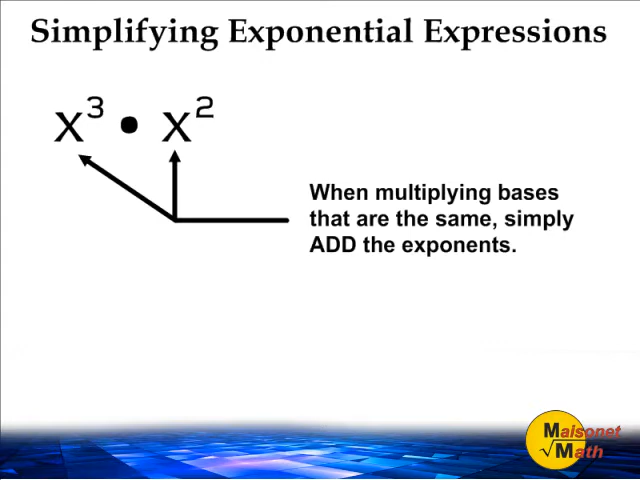 Simplifying Exponential Expressions
x³ • x²
When multiplying bases
that are the same, simply
ADD the exponents.
Maisonet
√Math